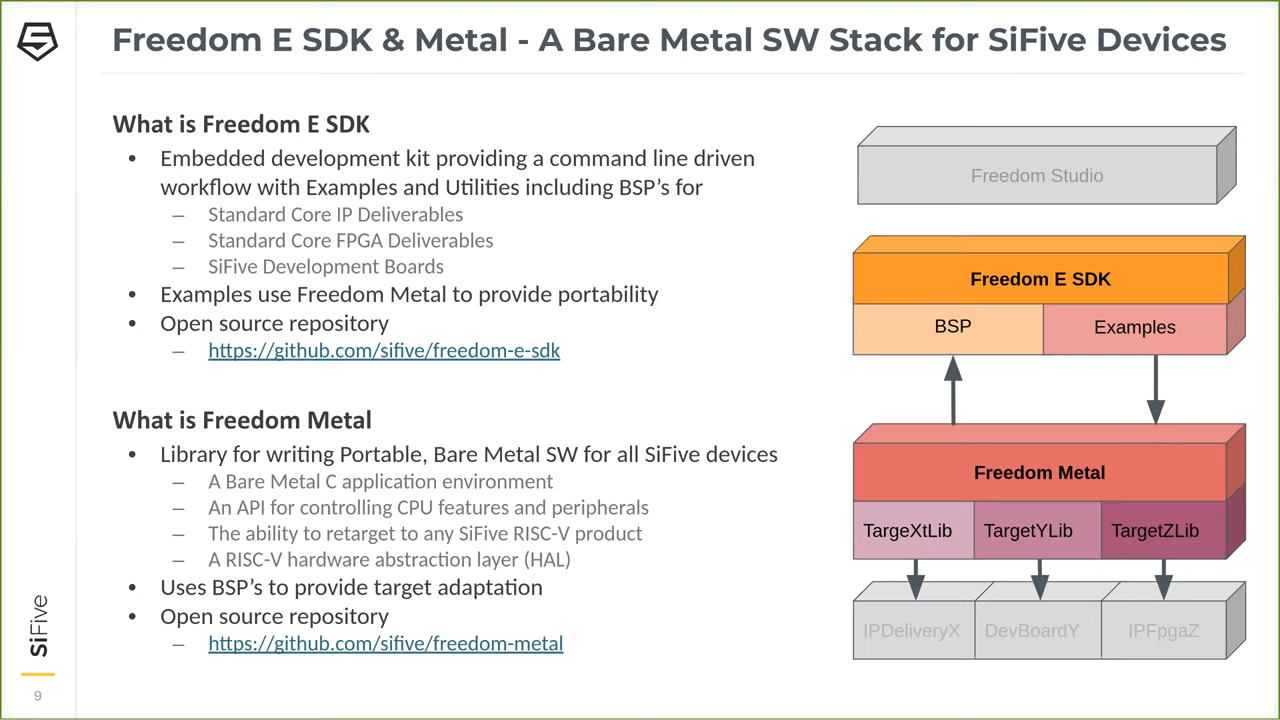 Freedom E SDK & Metal - A Bare Metal SW Stack for SiFive Devices
What is Freedom E SDK
• Embedded development kit providing a command line driven
workflow with Examples and Utilities including BSP's for
– Standard Core IP Deliverables
– Standard Core FPGA Deliverables
– SiFive Development Boards
• Examples use Freedom Metal to provide portability
• Open source repository
– https://github.com/sifive/freedom-e-sdk
What is Freedom Metal
• Library for writing Portable, Bare Metal SW for all SiFive devices
– A Bare Metal C application environment
– An API for controlling CPU features and peripherals
– The ability to retarget to any SiFive RISC-V product
– A RISC-V hardware abstraction layer (HAL)
• Uses BSP's to provide target adaptation
• Open source repository
– https://github.com/sifive/freedom-metal
Freedom Studio
Freedom E SDK
BSP Examples
Freedom Metal
TargeXtLib TargetYLib TargetZLib
IPDeliveryX DevBoardY IPFpgaZ
SiFive
9